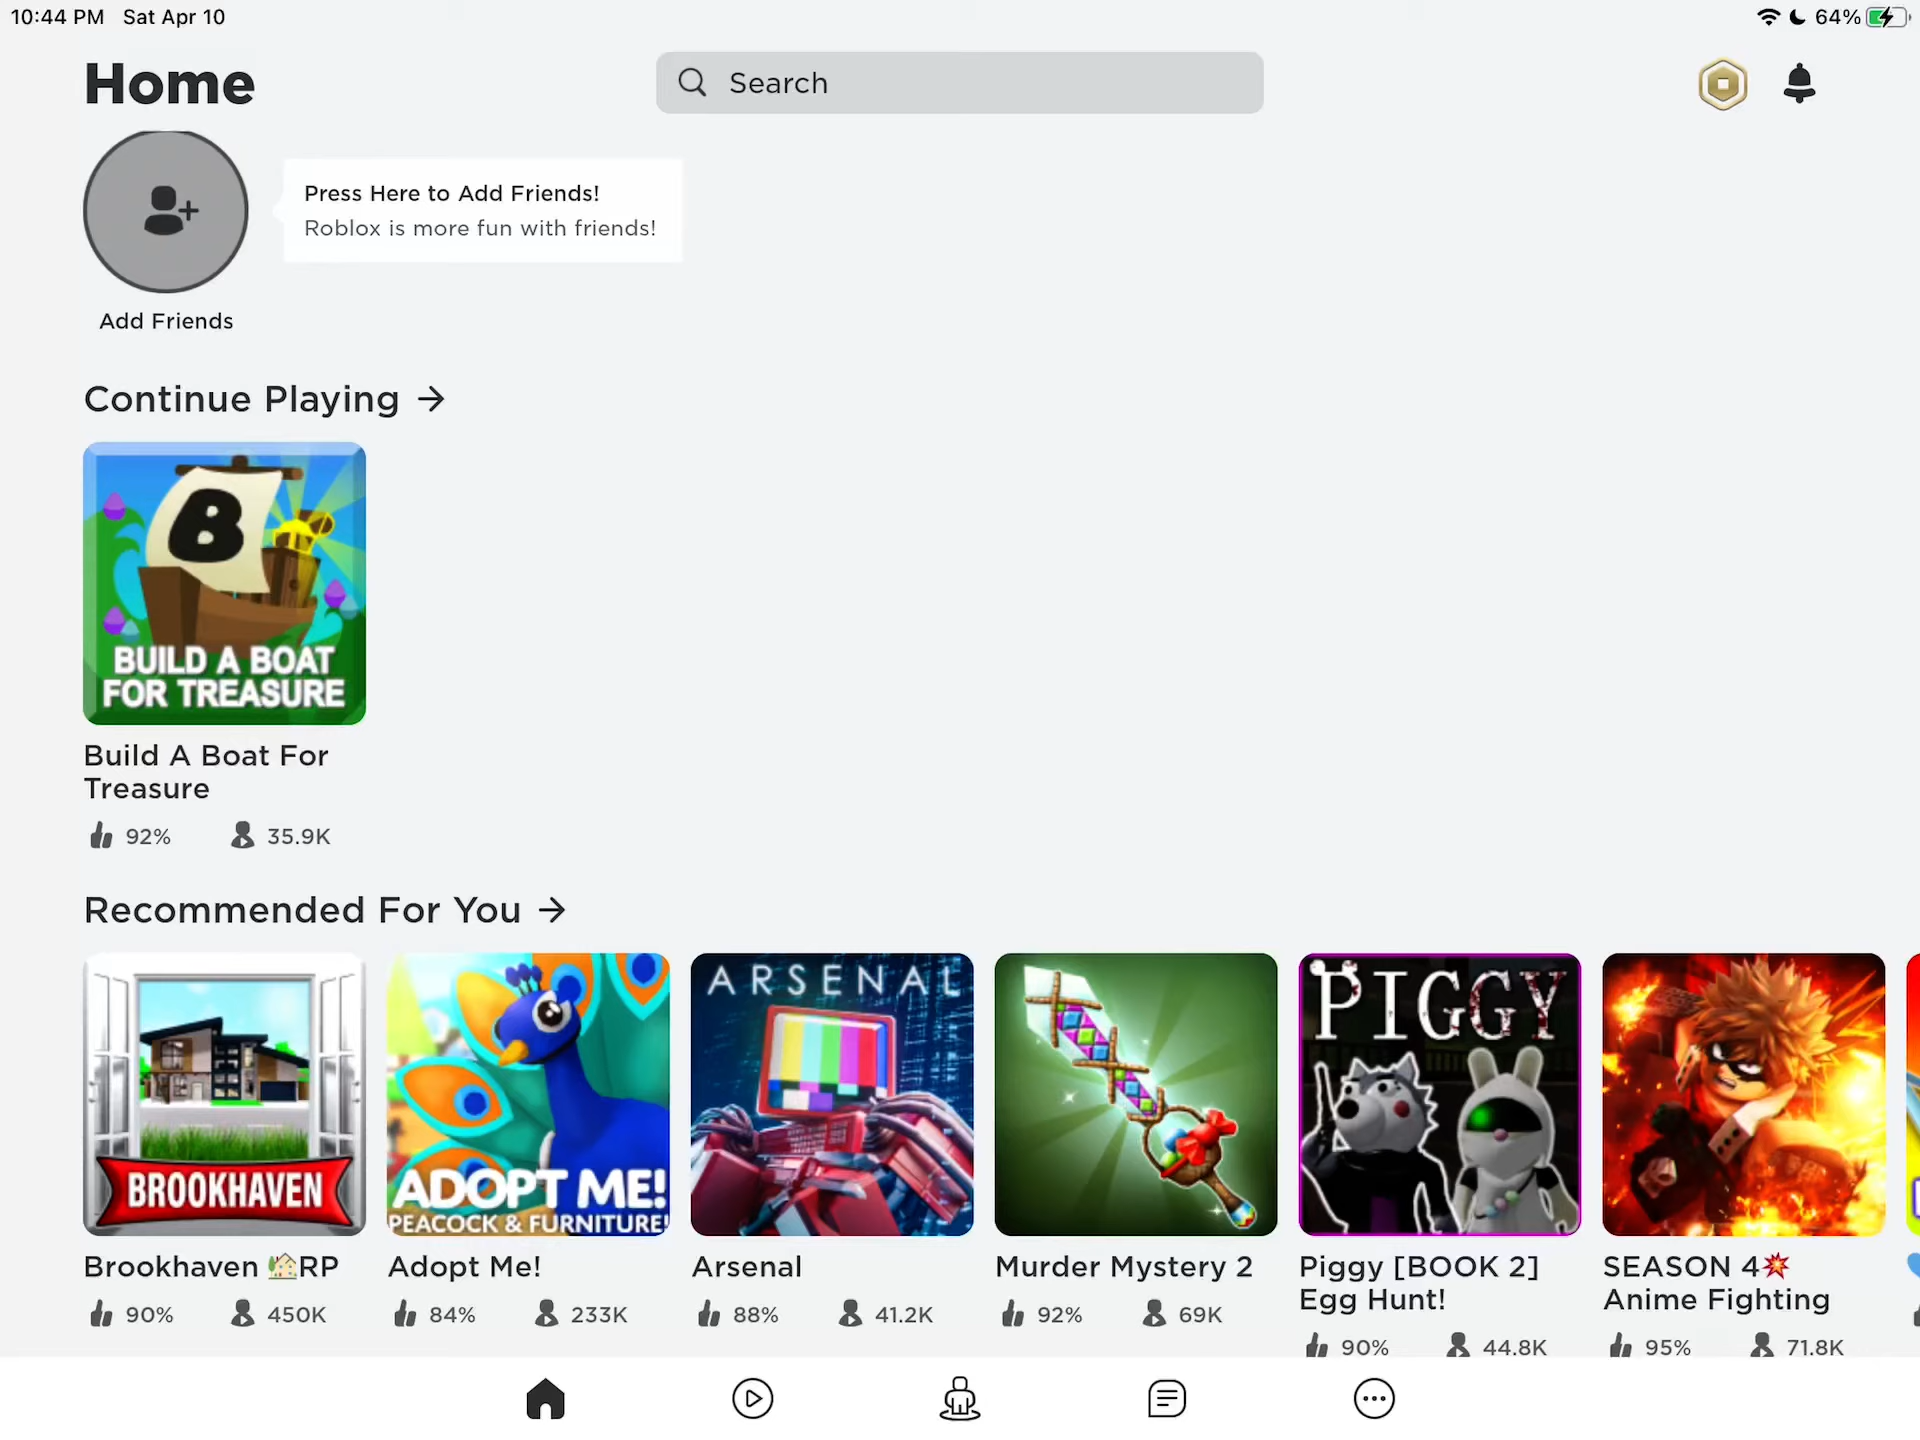 10:44 PM Sat Apr 10
64%
Home
Search
Press Here to Add Friends!
Roblox is more fun with friends!
Add Friends
Continue Playing →
B
BUILD A BOAT
FOR TREASURE
Build A Boat For
Treasure
92% 35.9K
Recommended For You →
BROOKHAVEN
ADOPT ME!
PEACOCK & FURNITURE!
ARSENAL
PIGGY
Brookhaven 🏡RP
90% 450K
Adopt Me!
84% 233K
Arsenal
88% 41.2K
Murder Mystery 2
92% 69K
Piggy [BOOK 2]
Egg Hunt!
90% 44.8K
SEASON 4💥
Anime Fighting
95% 71.8K